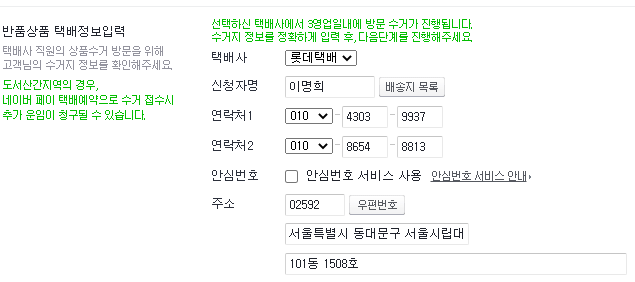 반품상품 택배정보입력
택배사 직원의 상품수거 방문을 위해
고객님의 수거지 정보를 확인해주세요.
도서산간지역의 경우,
네이버 페이 택배예약으로 수거 접수시
추가 운임이 청구될 수 있습니다.
선택하신 택배사에서 3영업일내에 방문 수거가 진행됩니다.
수거지 정보를 정확하게 입력 후, 다음단계를 진행해주세요.
택배사 롯데택배
신청자명 이명희 배송지 목록
연락처1 010 - 4303 - 9937
연락처2 010 - 8654 - 8813
안심번호 안심번호 서비스 사용 안심번호 서비스 안내
주소 02592 우편번호
서울특별시 동대문구 서울시립대
101동 1508호